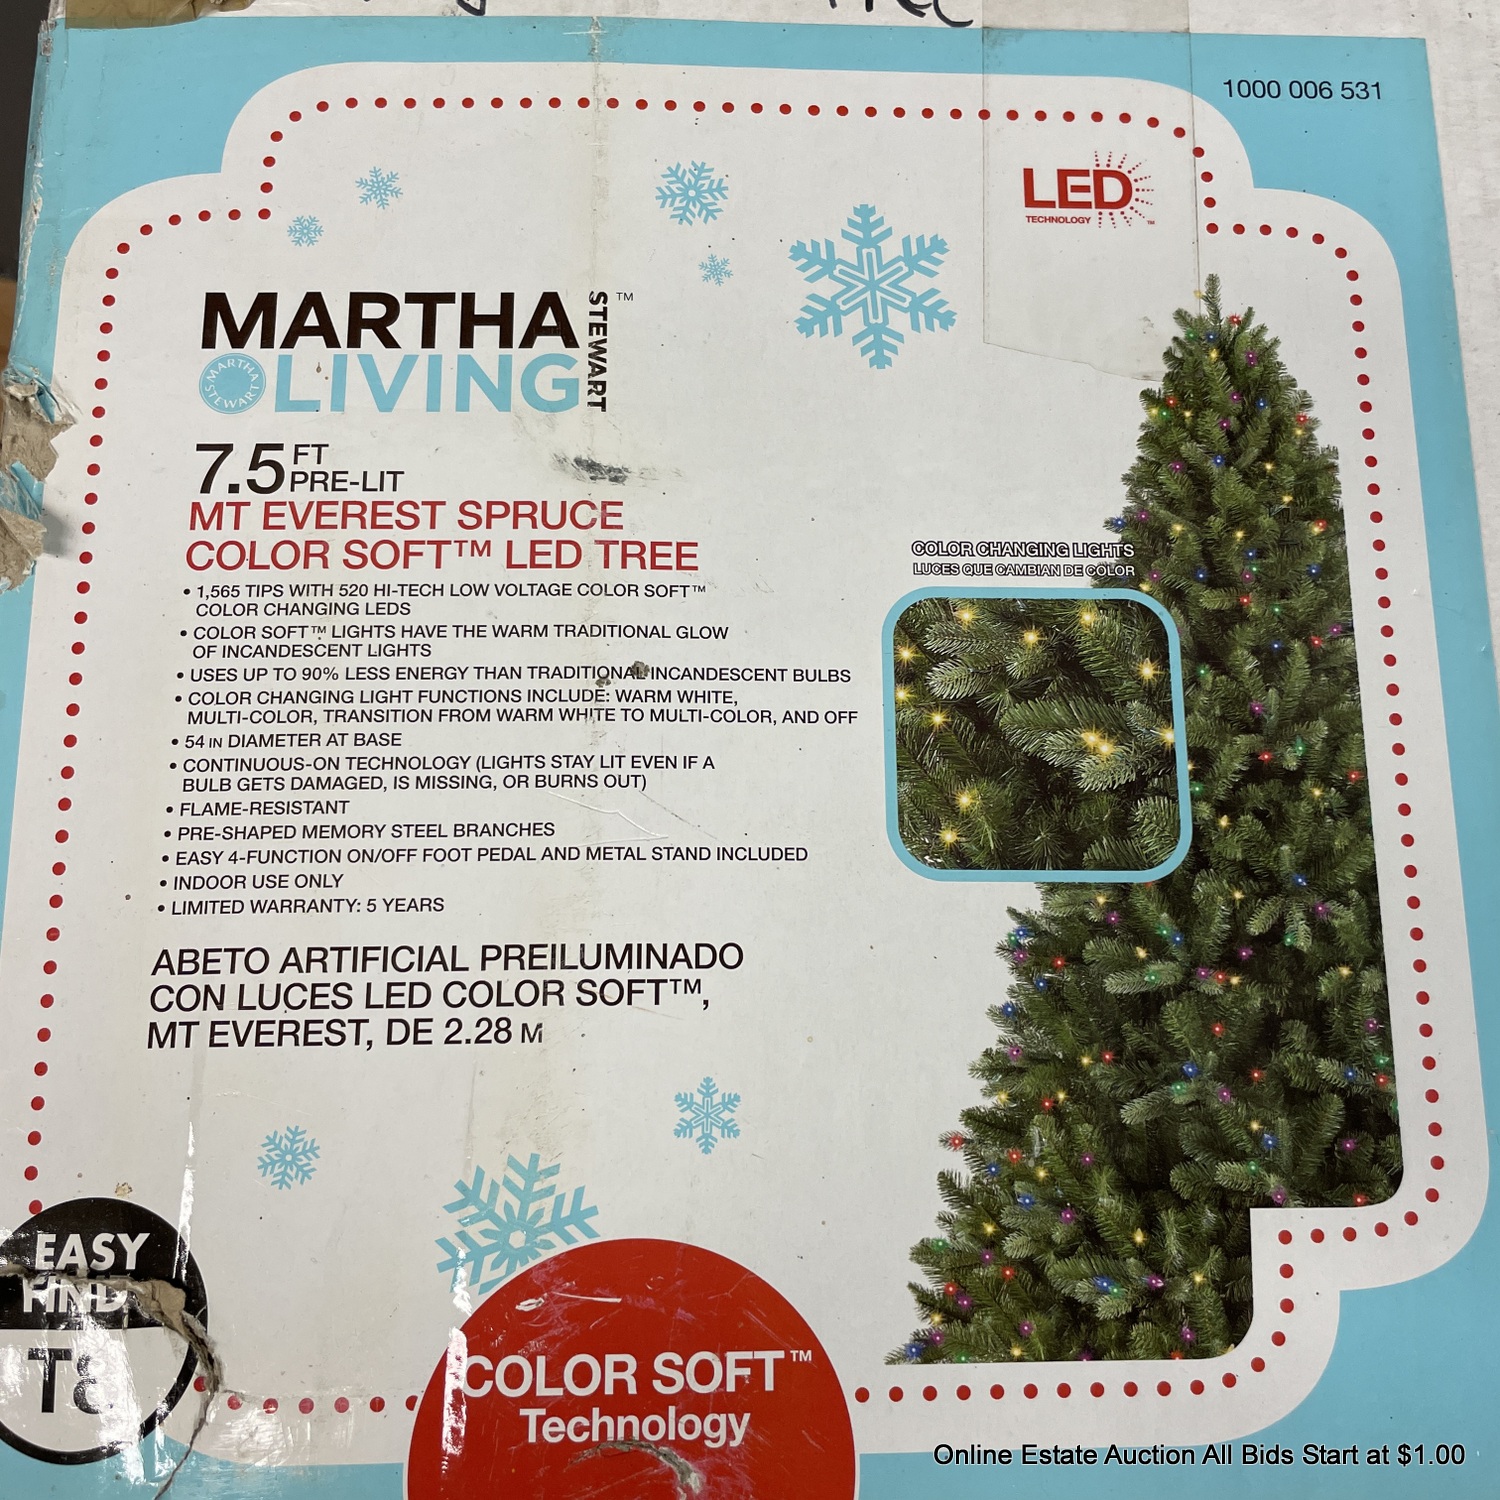 1000 006 531
LED
TECHNOLOGY ™
MARTHA
STEWART ™
LIVING
MARTHA STEWART
7.5 FT
PRE-LIT
MT EVEREST SPRUCE
COLOR SOFT™ LED TREE
• 1,565 TIPS WITH 520 HI-TECH LOW VOLTAGE COLOR SOFT™
COLOR CHANGING LEDS
• COLOR SOFT™ LIGHTS HAVE THE WARM TRADITIONAL GLOW
OF INCANDESCENT LIGHTS
• USES UP TO 90% LESS ENERGY THAN TRADITIONAL INCANDESCENT BULBS
• COLOR CHANGING LIGHT FUNCTIONS INCLUDE: WARM WHITE,
MULTI-COLOR, TRANSITION FROM WARM WHITE TO MULTI-COLOR, AND OFF
• 54 IN DIAMETER AT BASE
• CONTINUOUS-ON TECHNOLOGY (LIGHTS STAY LIT EVEN IF A
BULB GETS DAMAGED, IS MISSING, OR BURNS OUT)
• FLAME-RESISTANT
• PRE-SHAPED MEMORY STEEL BRANCHES
• EASY 4-FUNCTION ON/OFF FOOT PEDAL AND METAL STAND INCLUDED
• INDOOR USE ONLY
• LIMITED WARRANTY: 5 YEARS
ABETO ARTIFICIAL PREILUMINADO
CON LUCES LED COLOR SOFT™,
MT EVEREST, DE 2.28 M
COLOR CHANGING LIGHTS
LUCES QUE CAMBIAN DE COLOR
EASY
FIND
COLOR SOFT™
Technology
Online Estate Auction All Bids Start at $1.00